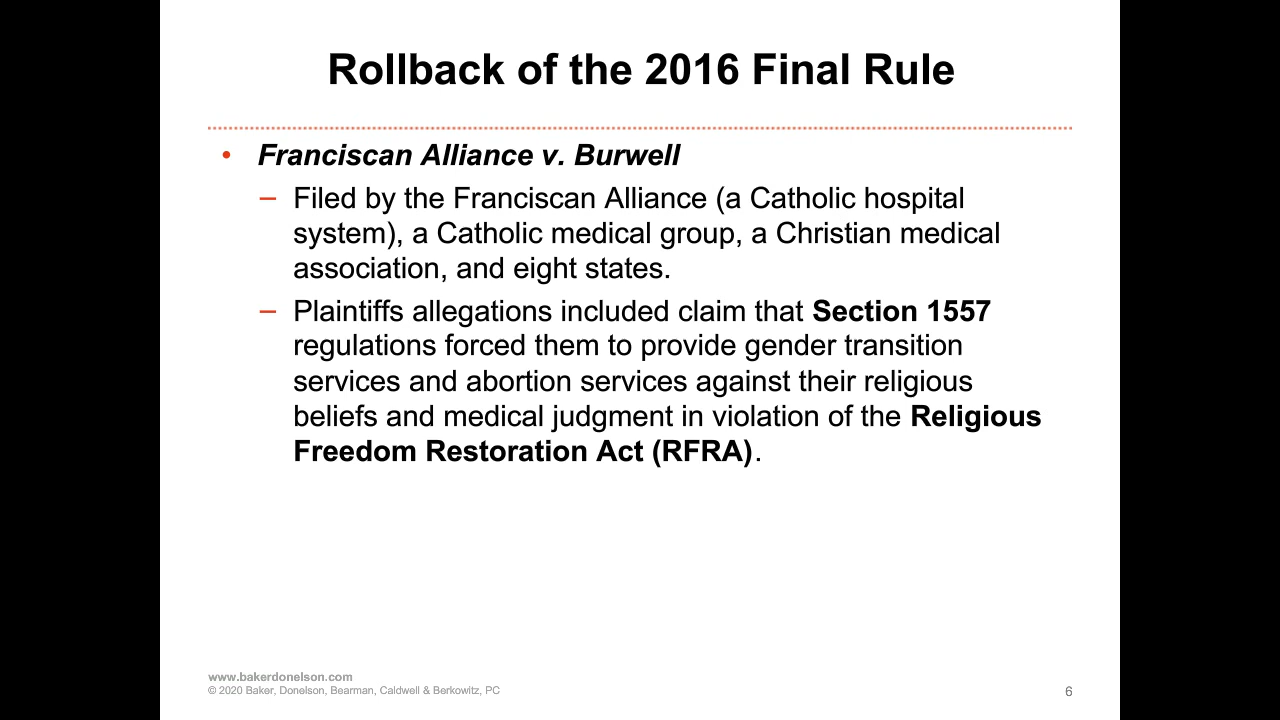 Rollback of the 2016 Final Rule
• Franciscan Alliance v. Burwell
– Filed by the Franciscan Alliance (a Catholic hospital
system), a Catholic medical group, a Christian medical
association, and eight states.
– Plaintiffs allegations included claim that Section 1557
regulations forced them to provide gender transition
services and abortion services against their religious
beliefs and medical judgment in violation of the Religious
Freedom Restoration Act (RFRA).
www.bakerdonelson.com
© 2020 Baker, Donelson, Bearman, Caldwell & Berkowitz, PC
6